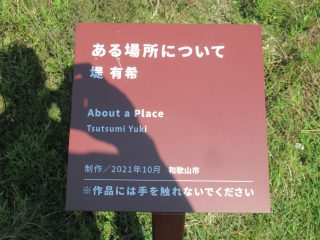 ある場所について
堤 有希
About a Place
Tsutsumi Yuki
制作／2021年10月　和歌山市
※作品には手を触れないでください